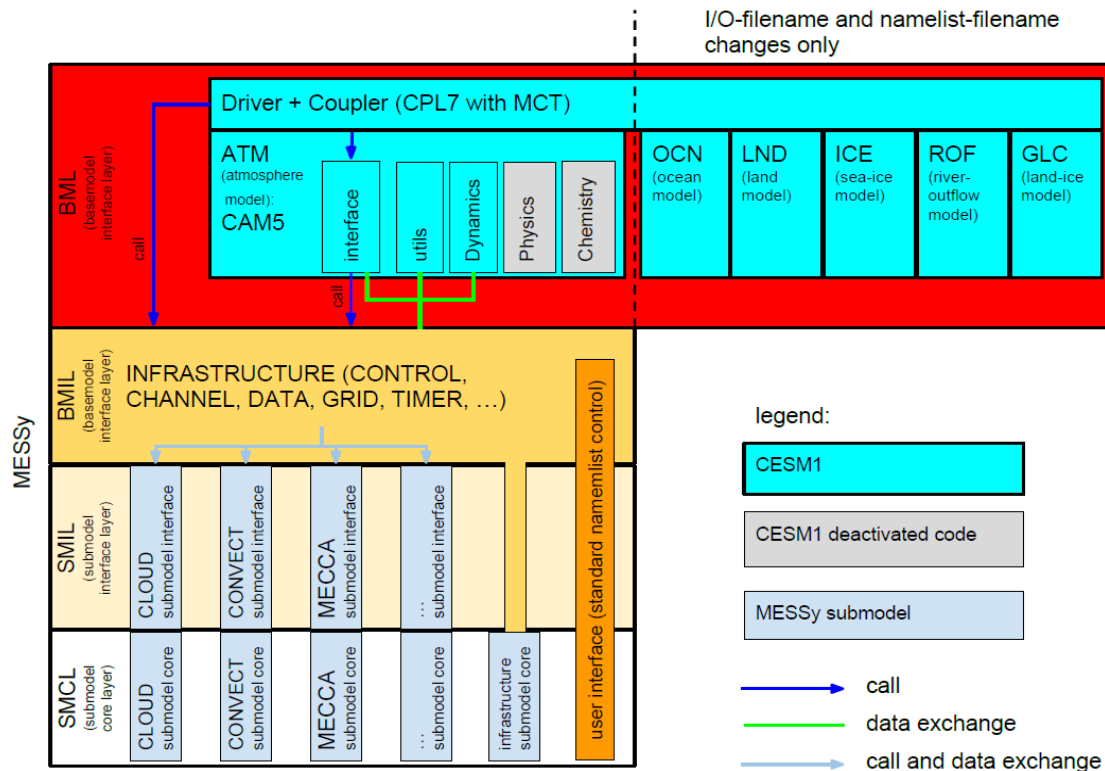 I/O-filename and namelist-filename
changes only
MESSy
BML
(basemodel
interface layer)
Driver + Coupler (CPL7 with MCT)
ATM
(atmosphere
model):
CAM5
interface
utils
Dynamics
Physics
Chemistry
OCN
(ocean
model)
LND
(land
model)
ICE
(sea-ice
model)
ROF
(river-
outflow
model)
GLC
(land-ice
model)
call
call
BMIL
(basemodel
interface layer)
INFRASTRUCTURE (CONTROL,
CHANNEL, DATA, GRID, TIMER, ...)
SMIL
(submodel
interface layer)
CLOUD
submodel interface
CONVECT
submodel interface
MECCA
submodel interface
...
submodel interface
SMCL
(submodel
core layer)
CLOUD
submodel core
CONVECT
submodel core
MECCA
submodel core
...
submodel core
infrastructure
submodel core
user interface (standard namemlist control)
legend:
CESM1
CESM1 deactivated code
MESSy submodel
call
data exchange
call and data exchange